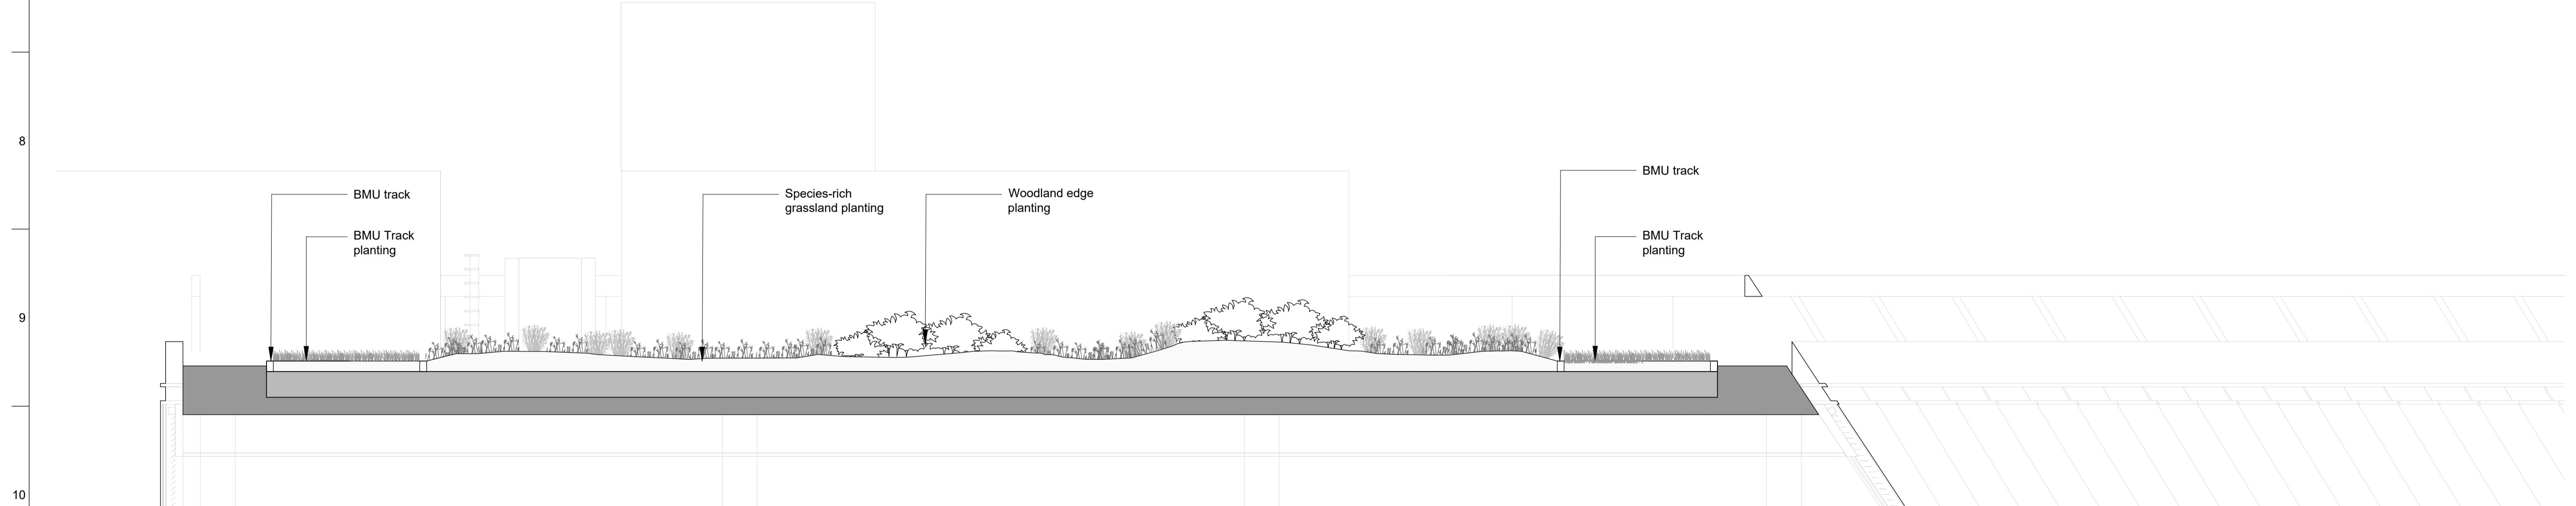 8
9
10
BMU track
BMU Track
planting
Species-rich
grassland planting
Woodland edge
planting
BMU track
BMU Track
planting